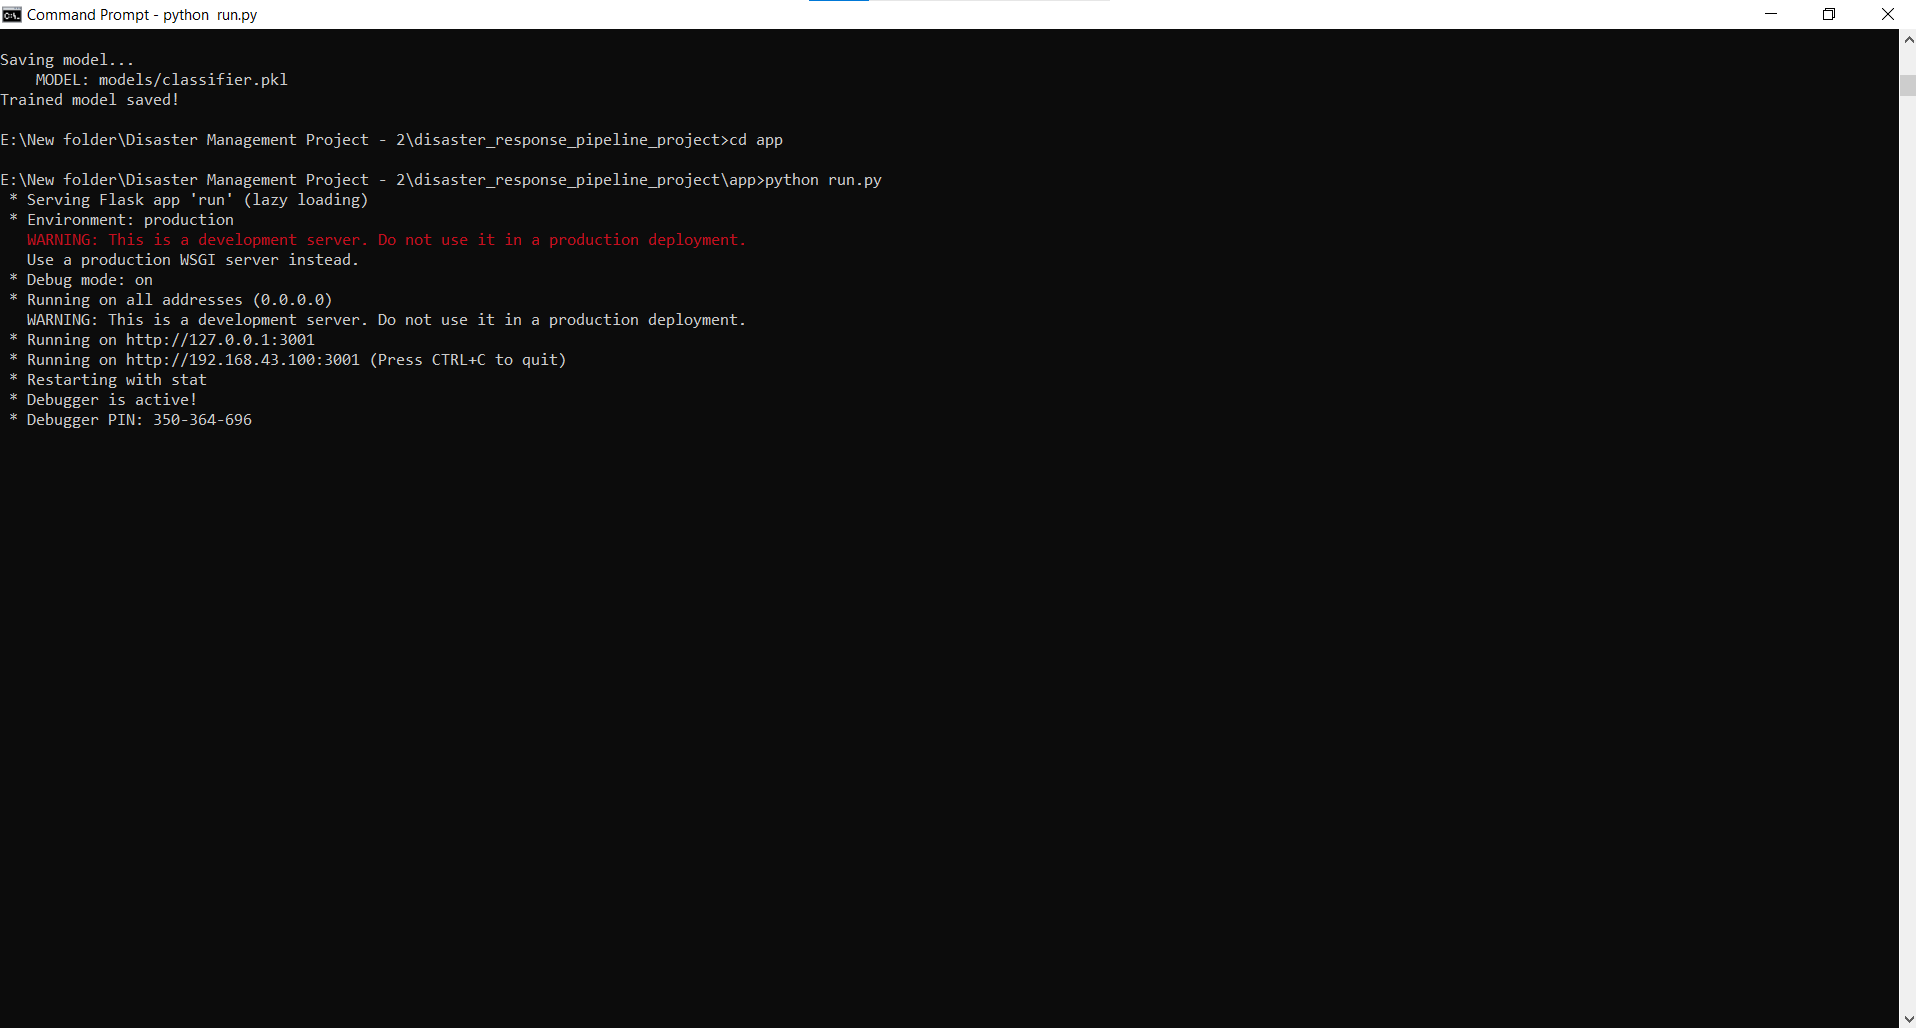 Command Prompt - python  run.py
Saving model...
    MODEL: models/classifier.pkl
Trained model saved!
E:\New folder\Disaster Management Project - 2\disaster_response_pipeline_project>cd app
E:\New folder\Disaster Management Project - 2\disaster_response_pipeline_project\app>python run.py
 * Serving Flask app 'run' (lazy loading)
 * Environment: production
   WARNING: This is a development server. Do not use it in a production deployment.
   Use a production WSGI server instead.
 * Debug mode: on
 * Running on all addresses (0.0.0.0)
   WARNING: This is a development server. Do not use it in a production deployment.
 * Running on http://127.0.0.1:3001
 * Running on http://192.168.43.100:3001 (Press CTRL+C to quit)
 * Restarting with stat
 * Debugger is active!
 * Debugger PIN: 350-364-696